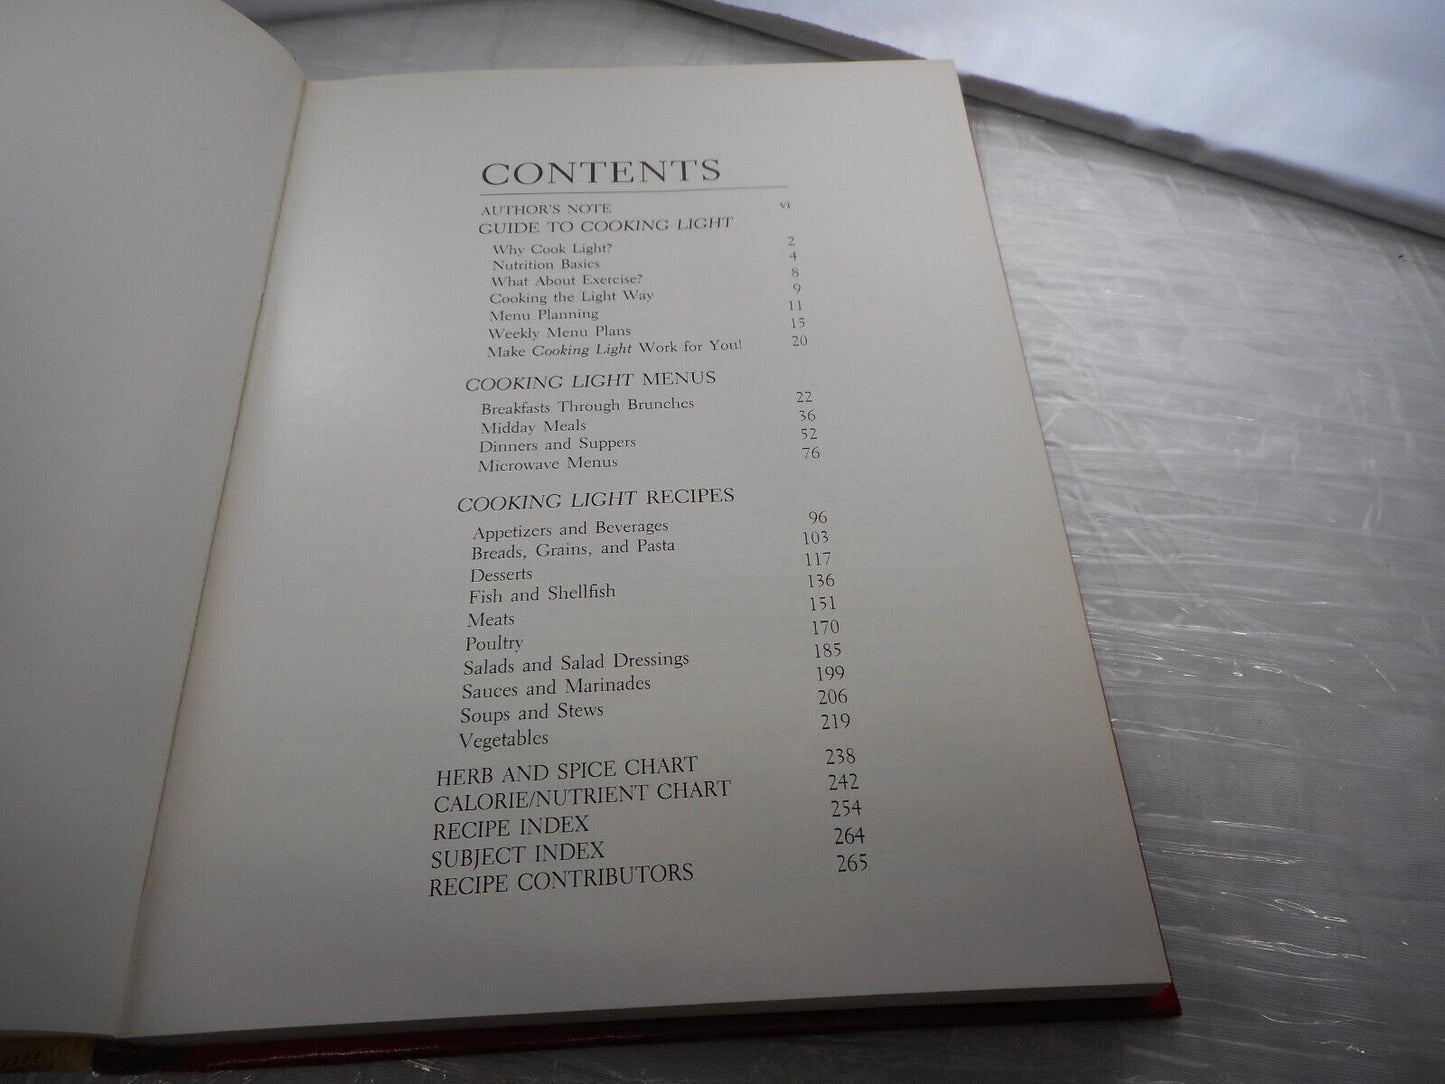 CONTENTS
AUTHOR'S NOTE vi
GUIDE TO COOKING LIGHT
Why Cook Light? 2
Nutrition Basics 4
What About Exercise? 8
Cooking the Light Way 9
Menu Planning 11
Weekly Menu Plans 15
Make Cooking Light Work for You! 20
COOKING LIGHT MENUS
Breakfasts Through Brunches 22
Midday Meals 36
Dinners and Suppers 52
Microwave Menus 76
COOKING LIGHT RECIPES
Appetizers and Beverages 96
Breads, Grains, and Pasta 103
Desserts 117
Fish and Shellfish 136
Meats 151
Poultry 170
Salads and Salad Dressings 185
Sauces and Marinades 199
Soups and Stews 206
Vegetables 219
HERB AND SPICE CHART 238
CALORIE/NUTRIENT CHART 242
RECIPE INDEX 254
SUBJECT INDEX 264
RECIPE CONTRIBUTORS 265